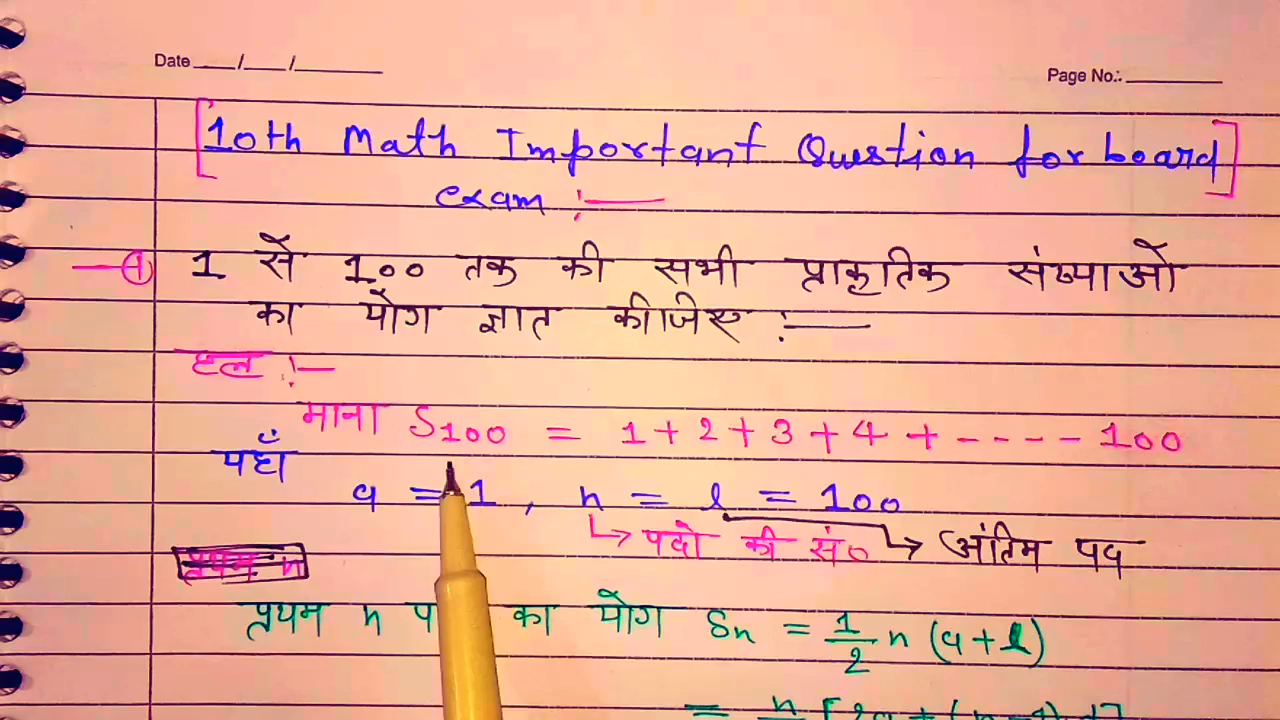 Date ___/___/______
Page No.: ________
[10th Math Important Question for board]
exam :—
① 1 से 100 तक की सभी प्राकृतिक संख्याओ
का योग ज्ञात कीजिए :—
हल :-
माना S100 = 1+2+3+4+----100
यहाँ
a = 1, n = l = 100
↳ पदो की सं० ↳ अंतिम पद
प्रथम n
प्रथम n प का योग Sn = 1/2 n (a+l)